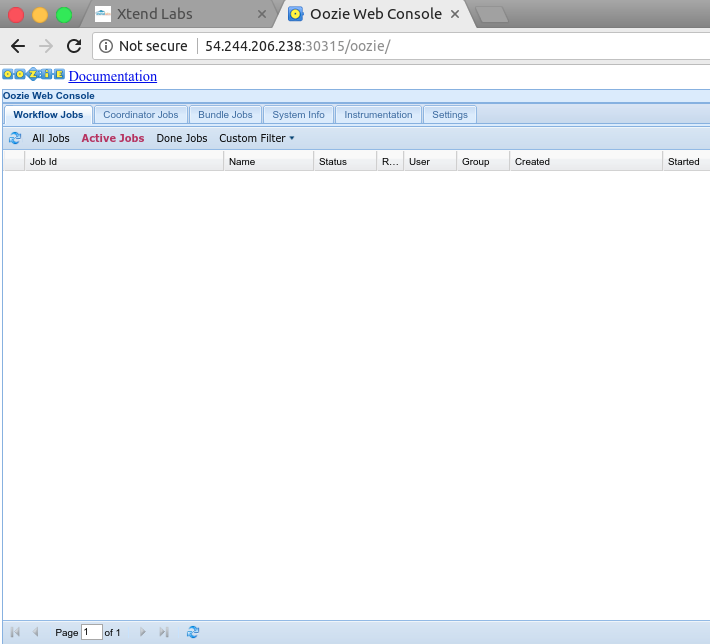 Xtend Labs
Oozie Web Console
Not secure 54.244.206.238:30315/oozie/
OOZIE Documentation
Oozie Web Console
Workflow Jobs Coordinator Jobs Bundle Jobs System Info Instrumentation Settings
All Jobs Active Jobs Done Jobs Custom Filter
Job Id Name Status R... User Group Created Started
Page 1 of 1